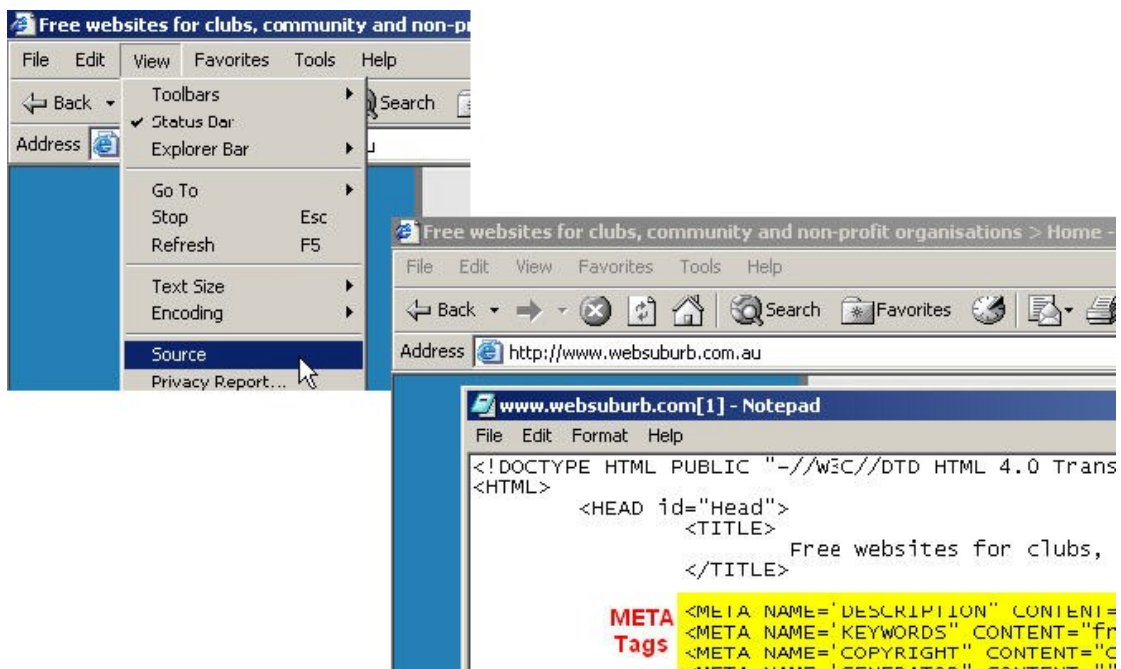 Free websites for clubs, community and non-p
File Edit View Favorites Tools Help
Back Search
Address
Toolbars
Status Bar
Explorer Bar
Go To
Stop Esc
Refresh F5
Text Size
Encoding
Source
Privacy Report...
Free websites for clubs, community and non-profit organisations > Home -
File Edit View Favorites Tools Help
Back Search Favorites
Address http://www.websuburb.com.au
www.websuburb.com[1] - Notepad
File Edit Format Help
<!DOCTYPE HTML PUBLIC "-//W3C//DTD HTML 4.0 Trans
<HTML>
<HEAD id="Head">
<TITLE>
Free websites for clubs,
</TITLE>
META Tags
<META NAME="DESCRIPTION" CONTENT=
<META NAME="KEYWORDS" CONTENT="fr
<META NAME="COPYRIGHT" CONTENT="C